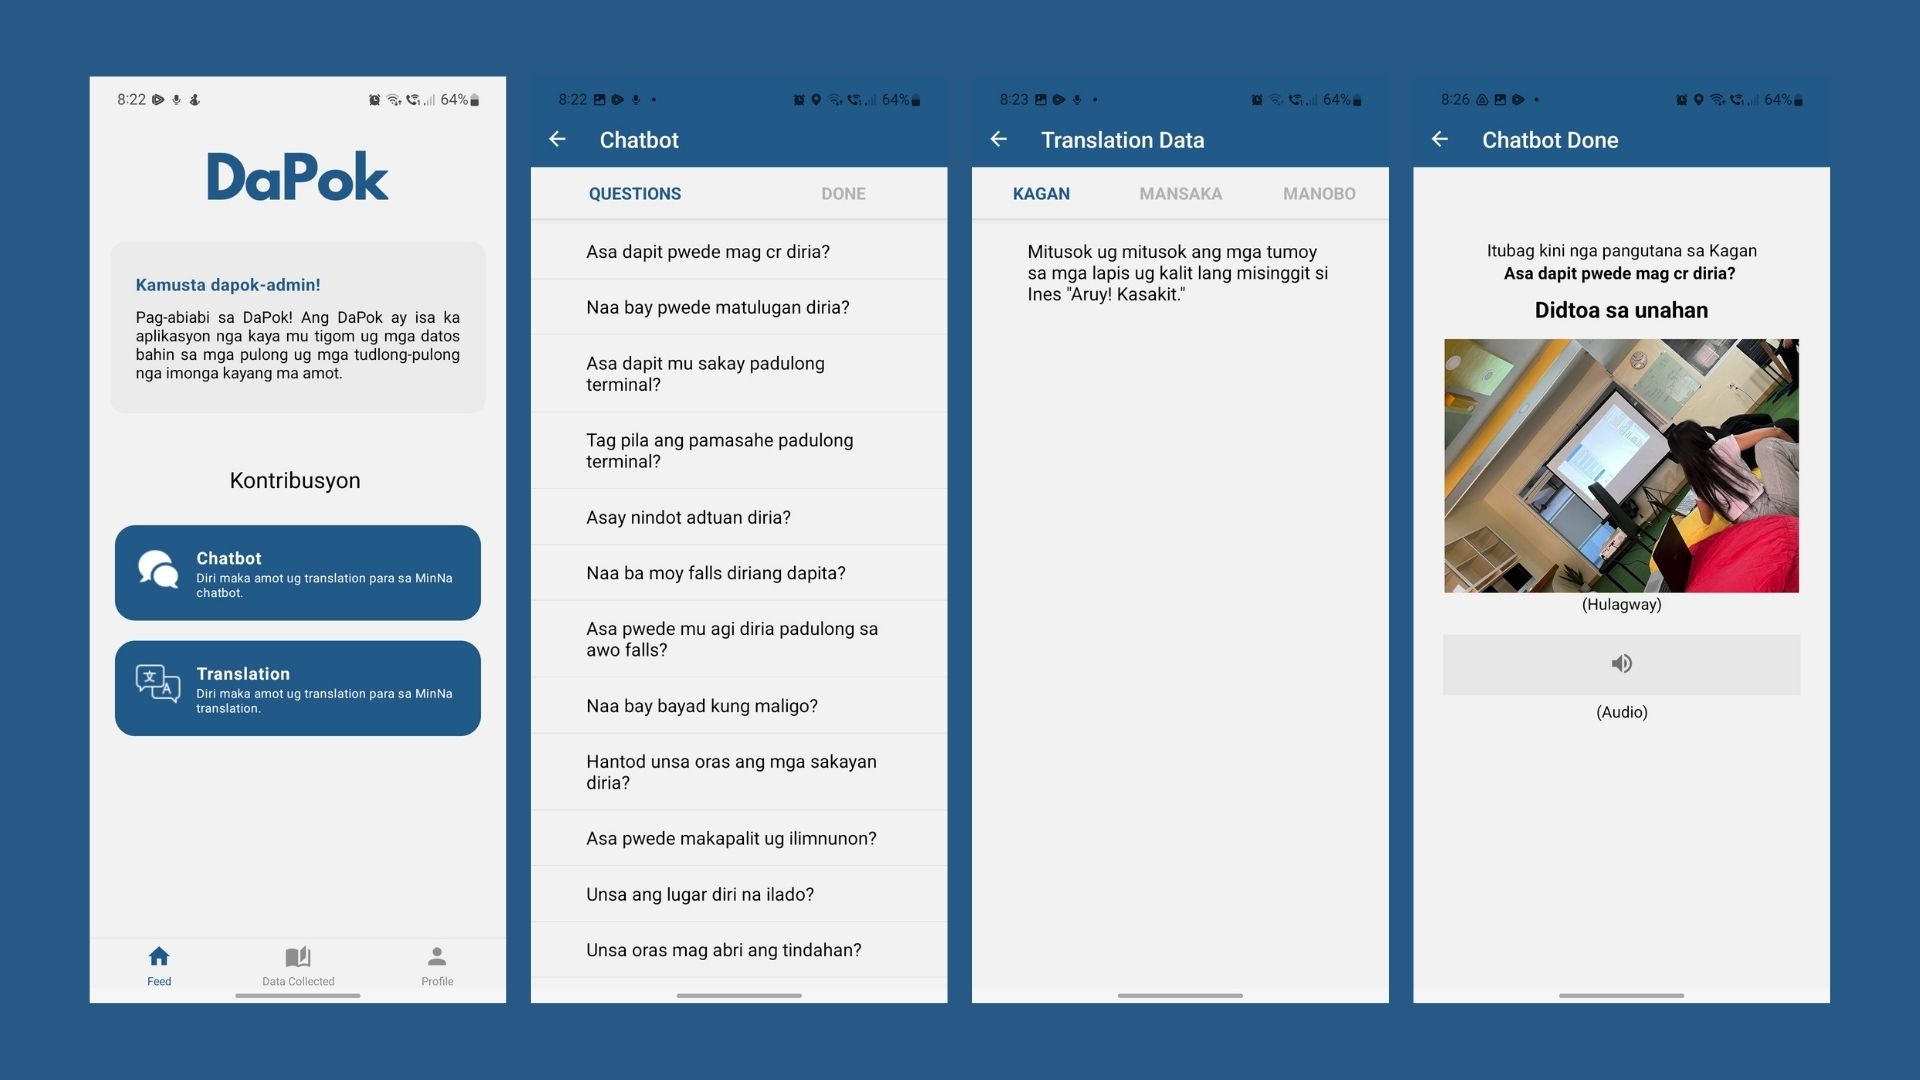 8:22
64%
DaPok
Kamusta dapok-admin!
Pag-abiabi sa DaPok! Ang DaPok ay isa ka
aplikasyon nga kaya mu tigom ug mga datos
bahin sa mga pulong ug mga tudlong-pulong
nga imonga kayang ma amot.
Kontribusyon
Chatbot
Diri maka amot ug translation para sa MinNa
chatbot.
Translation
Diri maka amot ug translation para sa MinNa
translation.
Feed
Data Collected
Profile
8:22
64%
Chatbot
QUESTIONS
DONE
Asa dapit pwede mag cr diria?
Naa bay pwede matulugan diria?
Asa dapit mu sakay padulong
terminal?
Tag pila ang pamasahe padulong
terminal?
Asay nindot adtuan diria?
Naa ba moy falls diriang dapita?
Asa pwede mu agi diria padulong sa
awo falls?
Naa bay bayad kung maligo?
Hantod unsa oras ang mga sakayan
diria?
Asa pwede makapalit ug ilimnunon?
Unsa ang lugar diri na ilado?
Unsa oras mag abri ang tindahan?
8:23
64%
Translation Data
KAGAN
MANSAKA
MANOBO
Mitusok ug mitusok ang mga tumoy
sa mga lapis ug kalit lang misinggit si
Ines "Aruy! Kasakit."
8:26
64%
Chatbot Done
Itubag kini nga pangutana sa Kagan
Asa dapit pwede mag cr diria?
Didtoa sa unahan
(Hulagway)
(Audio)